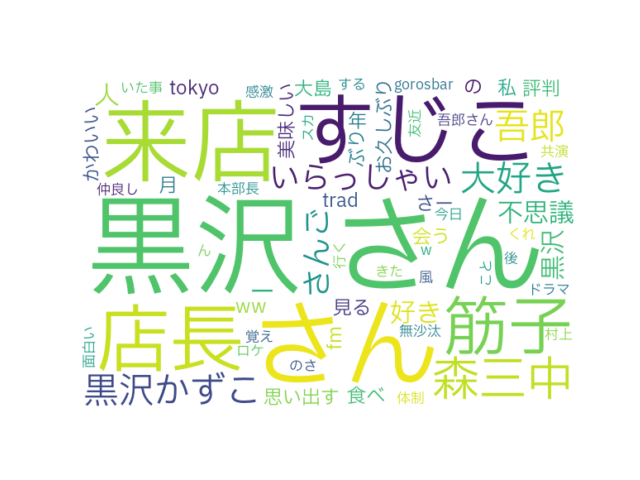 いた事 tokyo 感激 する gorosbar の 私 評判
人 来店 かわいい 美味しい 大島 スカ ぶり年 お久しぶり 友近 吾郎さん 吾郎 共演
すじこ
仲良し 月 本部長 いらっしゃい 大好き
黒沢さん さんご trad さー 不思議
ん 行く 会う 今日 くれ 黒沢
一 きた w 風 こと 後 ドラマ
店長 さん ww 見る 好き 無沙汰 筋子 村上
面白い 覚え ロケ fm 森三中
黒沢かずこ のさ 思い出す 食べ 体制